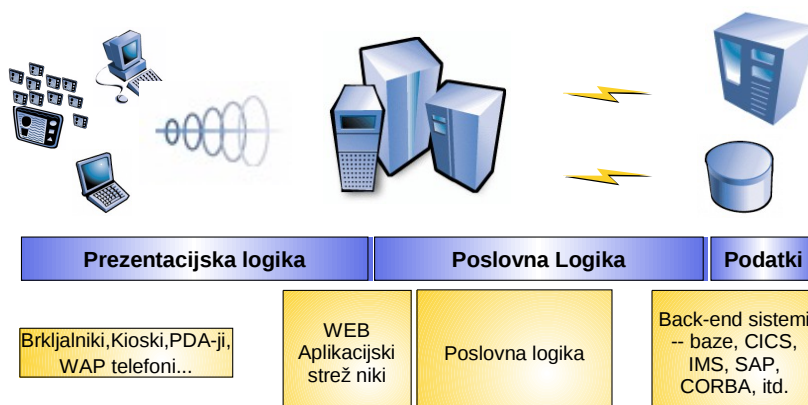 Prezentacijska logika
Poslovna Logika
Podatki
Brkljalniki,Kioski,PDA-ji,
WAP telefoni...
WEB
Aplikacijski
strež niki
Poslovna logika
Back-end sistemi
-- baze, CICS,
IMS, SAP,
CORBA, itd.